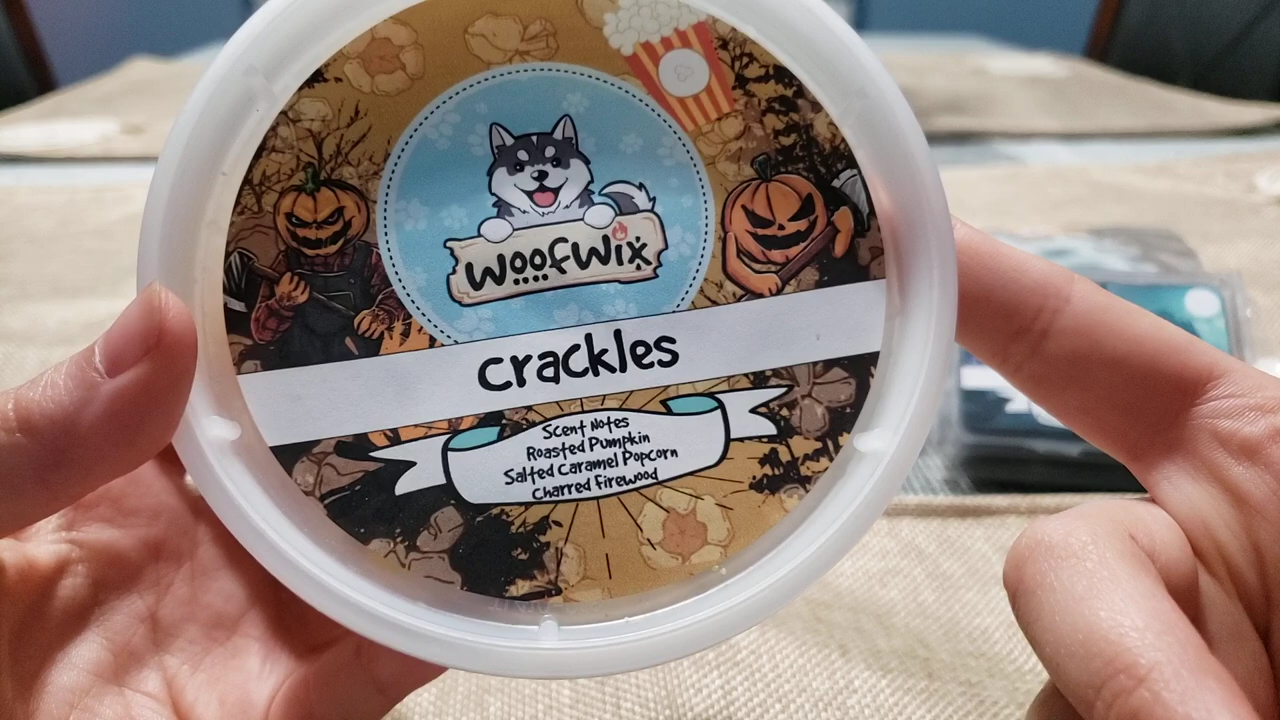 WOOFWix
crackles
Scent Notes
Roasted Pumpkin
Salted Caramel Popcorn
Charred Firewood